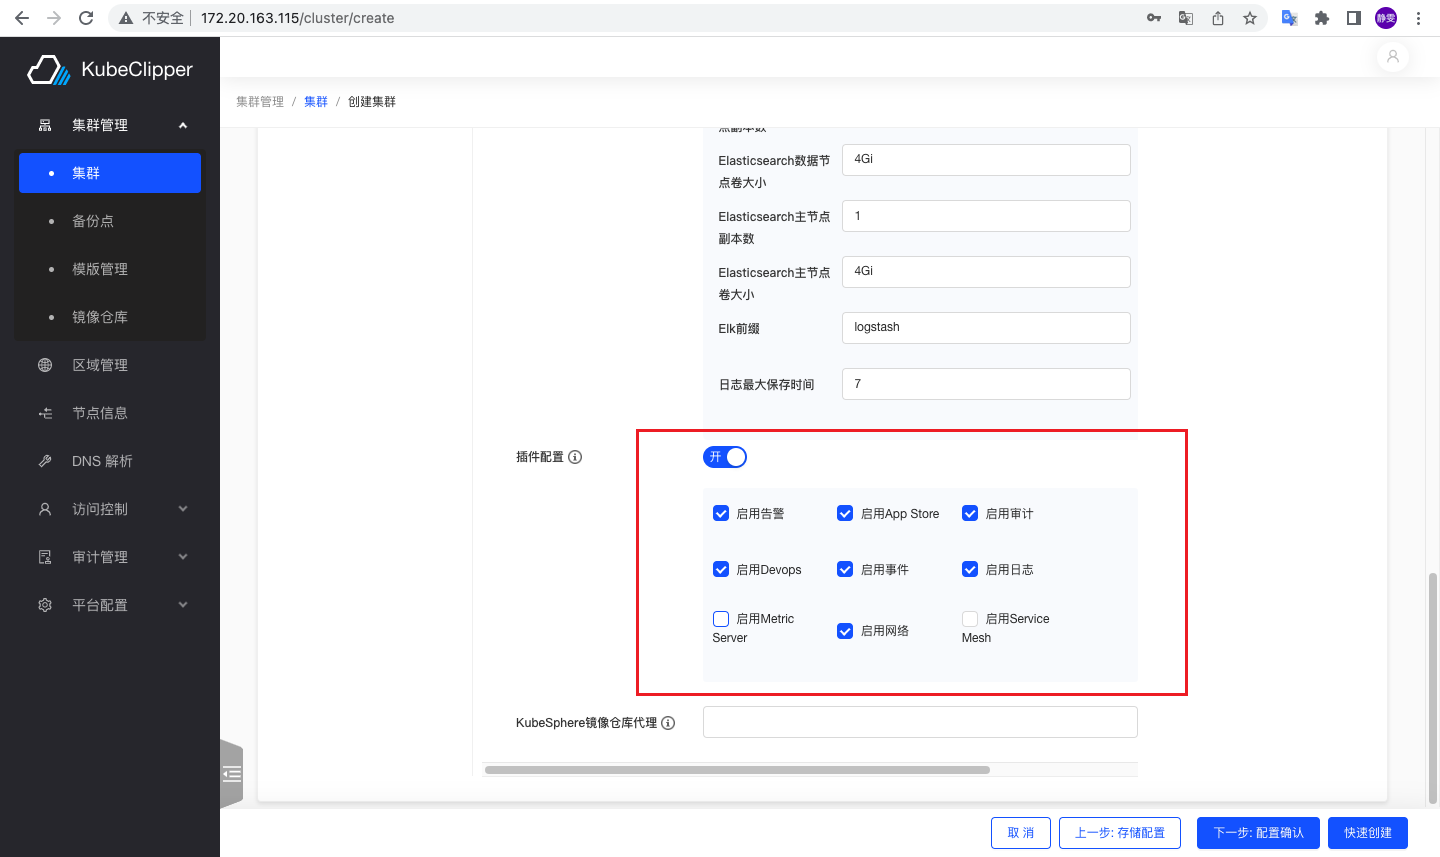 不安全
172.20.163.115/cluster/create
静雯
KubeClipper
集群管理
集群
备份点
模版管理
镜像仓库
区域管理
节点信息
DNS 解析
访问控制
审计管理
平台配置
集群管理 / 集群 / 创建集群
点副本数
Elasticsearch数据节
点卷大小
4Gi
Elasticsearch主节点
副本数
1
Elasticsearch主节点
卷大小
4Gi
Elk前缀
logstash
日志最大保存时间
7
插件配置
开
启用告警
启用App Store
启用审计
启用Devops
启用事件
启用日志
启用Metric
Server
启用网络
启用Service
Mesh
KubeSphere镜像仓库代理
取 消
上一步: 存储配置
下一步: 配置确认
快速创建